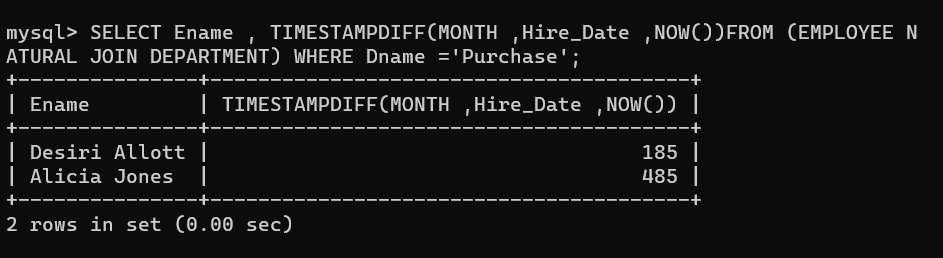 mysql> SELECT Ename , TIMESTAMPDIFF(MONTH ,Hire_Date ,NOW())FROM (EMPLOYEE N
ATURAL JOIN DEPARTMENT) WHERE Dname ='Purchase';
+---------------+----------------------------------------+
| Ename         | TIMESTAMPDIFF(MONTH ,Hire_Date ,NOW()) |
+---------------+----------------------------------------+
| Desiri Allott |                                    185 |
| Alicia Jones  |                                    485 |
+---------------+----------------------------------------+
2 rows in set (0.00 sec)